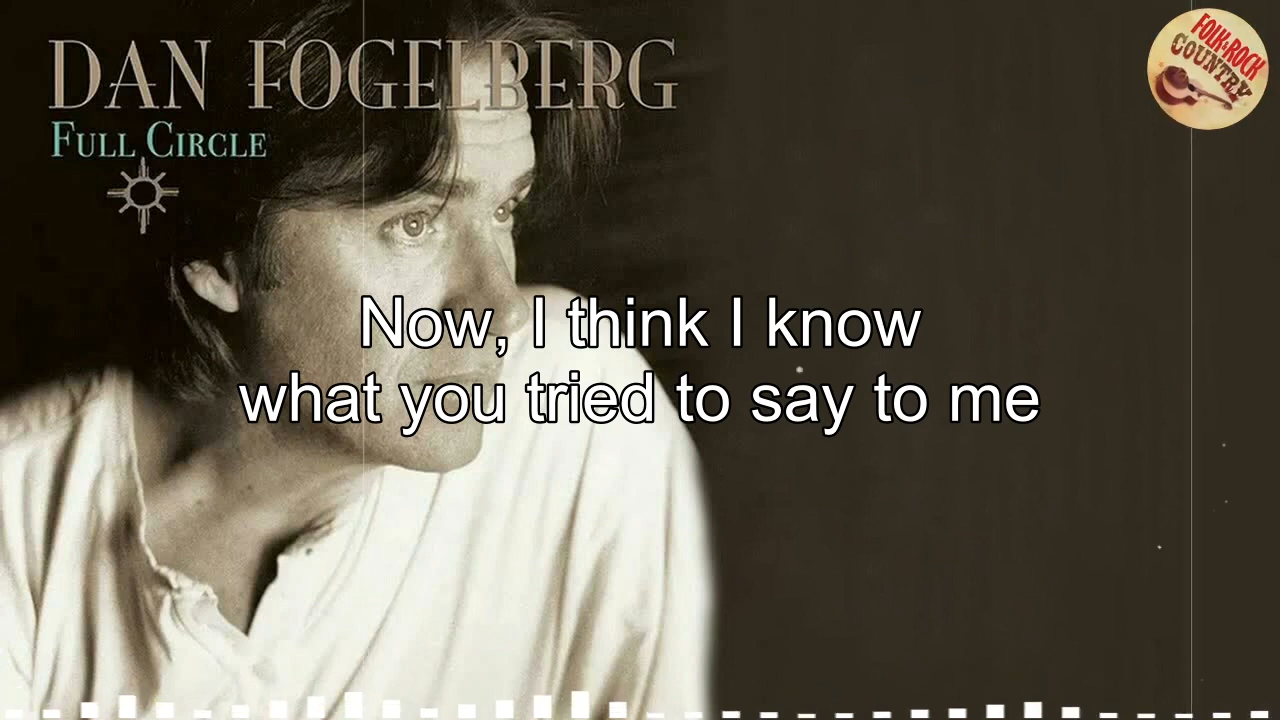 DAN FOGELBERG
FULL CIRCLE
FOLK & ROCK
COUNTRY
Now, I think I know
what you tried to say to me